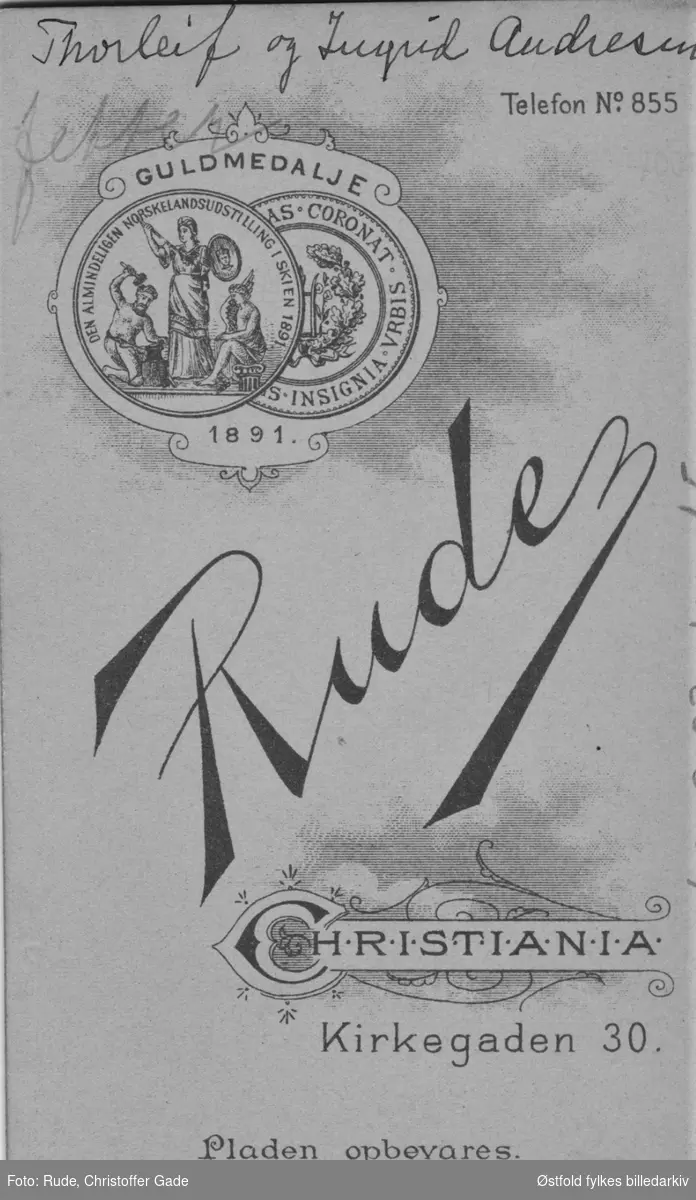 Thorleif og Ingrid Andresen
Telefon Nº 855
GULDMEDALJE
DEN ALMINDELIGEN NORSKELANDSUDSTILLING I SKIEN 1891
AS · CORONAT · VRBIS
S · INSIGNIA
1891.
Rude
CHRISTIANIA
Kirkegaden 30.
Pladen opbevares.
Foto: Rude, Christoffer Gade
Østfold fylkes billedarkiv